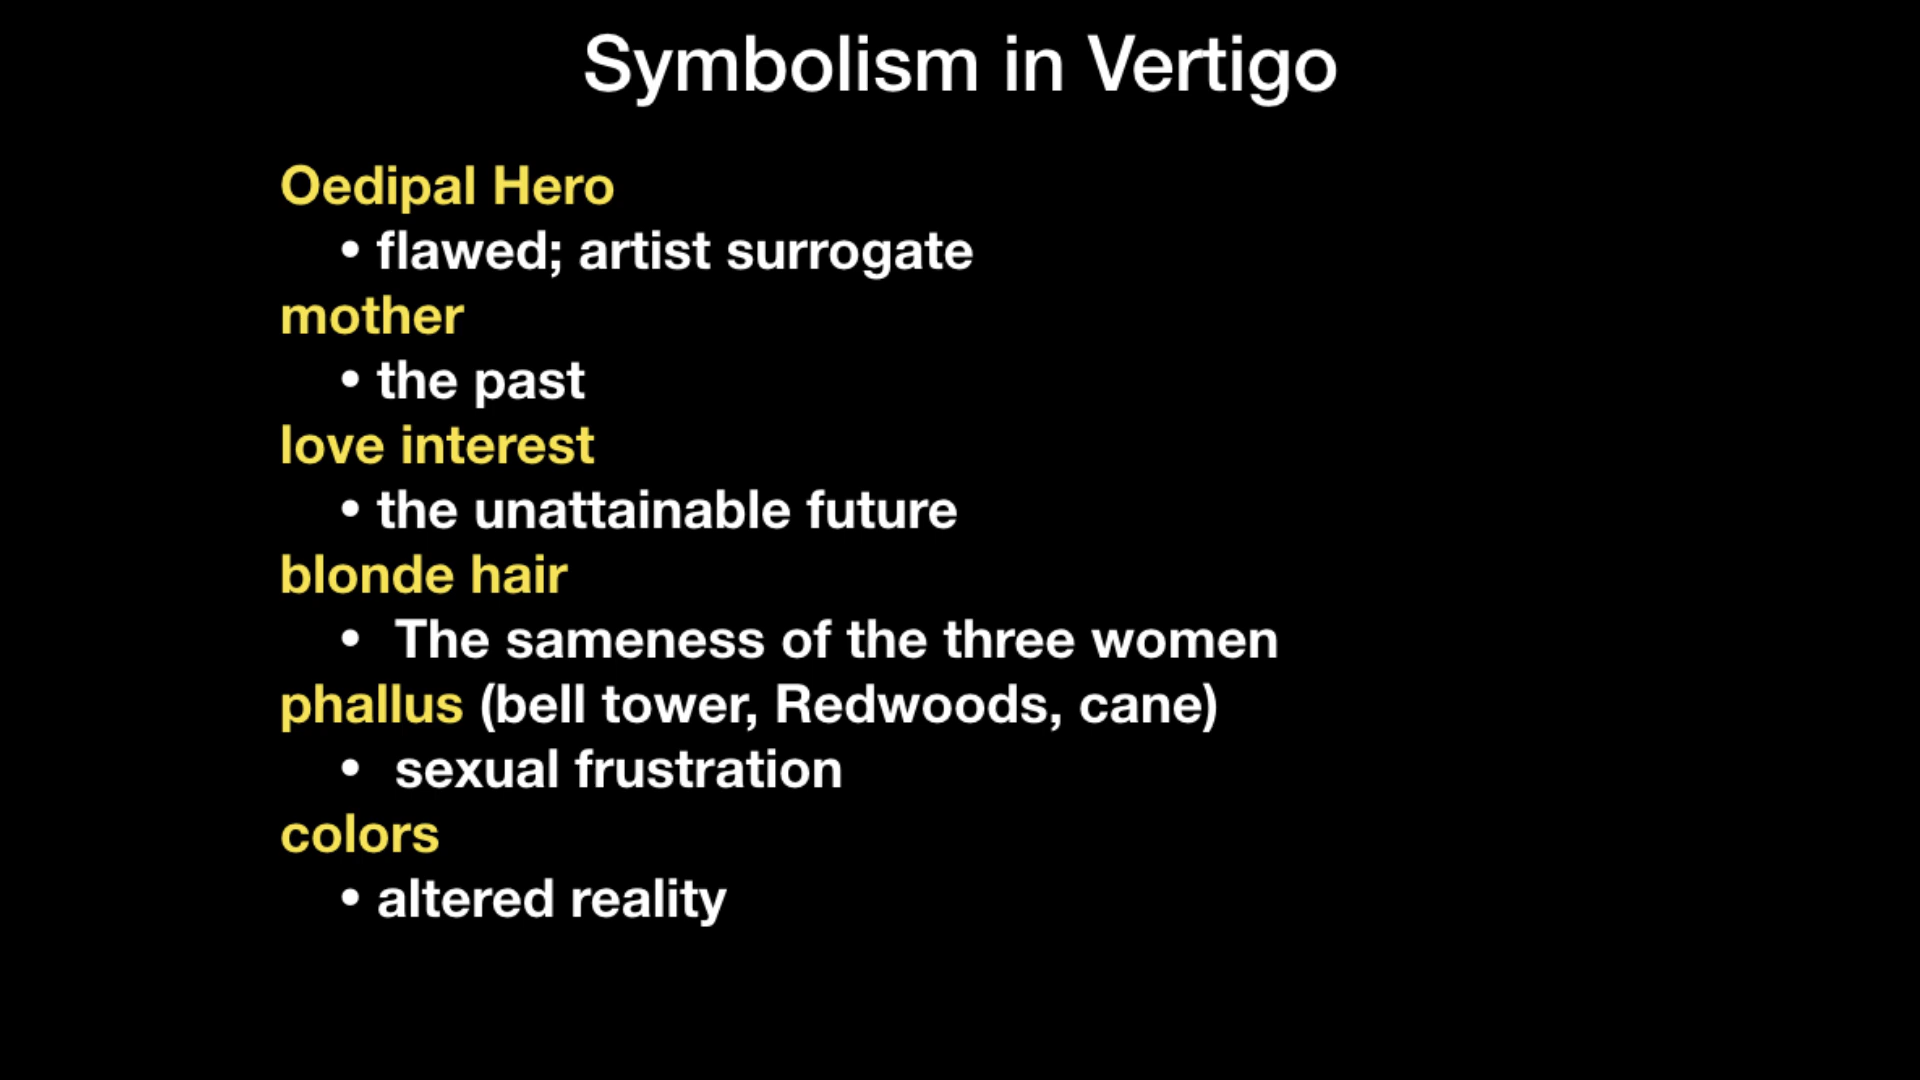 Symbolism in Vertigo
Oedipal Hero
• flawed; artist surrogate
mother
• the past
love interest
• the unattainable future
blonde hair
• The sameness of the three women
phallus (bell tower, Redwoods, cane)
• sexual frustration
colors
• altered reality